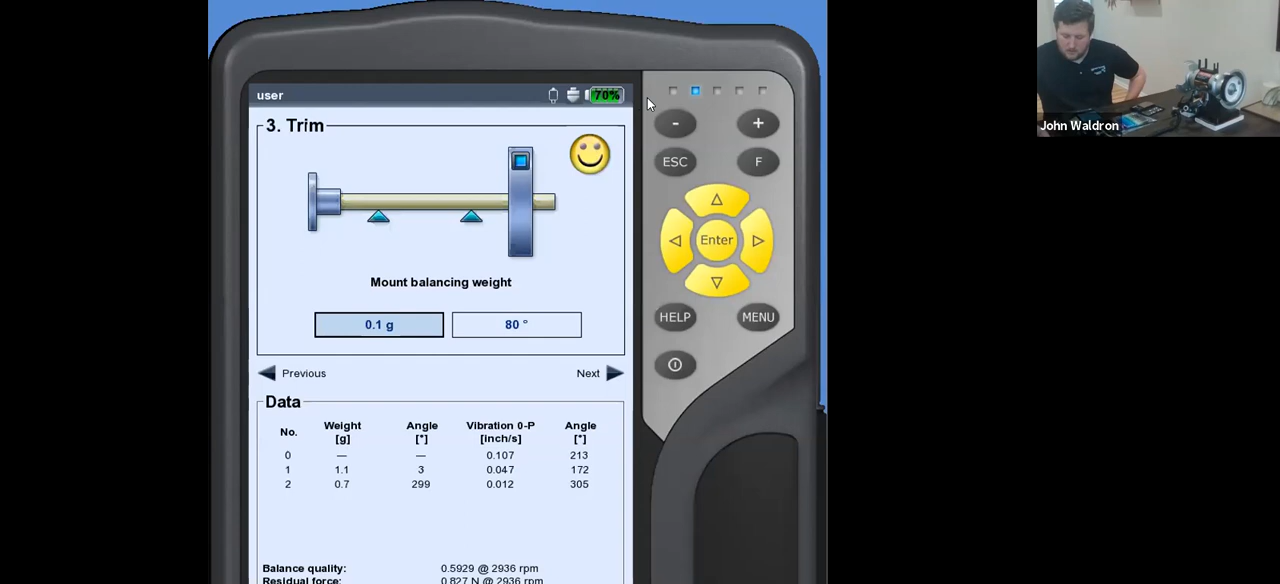 user
70%
3. Trim
Mount balancing weight
0.1 g
80 °
Previous
Next
Data
No. Weight [g] Angle [°] Vibration 0-P [inch/s] Angle [°]
0 — — 0.107 213
1 1.1 3 0.047 172
2 0.7 299 0.012 305
Balance quality: 0.5929 @ 2936 rpm
Residual force: 0.827 N @ 2936 rpm
- +
ESC F
Enter
HELP MENU
John Waldron